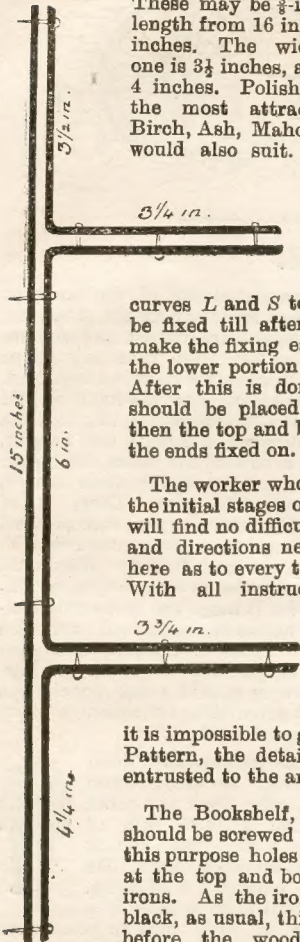 These may be ⅜-i
length from 16 in
inches. The wi
one is 3½ inches, a
4 inches. Polish
the most attra
Birch, Ash, Maho
would also suit.
3½ in.
3¼ in.
curves L and S to
be fixed till after
make the fixing ea
the lower portion
After this is don
should be placed
then the top and b
the ends fixed on.
15 inches
6 in.
The worker who
the initial stages o
will find no difficu
and directions ne
here as to every t
With all instruc
3¾ in.
it is impossible to g
Pattern, the detai
entrusted to the ar
4¼ ins
The Bookshelf,
should be screwed
this purpose holes
at the top and bo
irons. As the iro
black, as usual, thi
before the wood